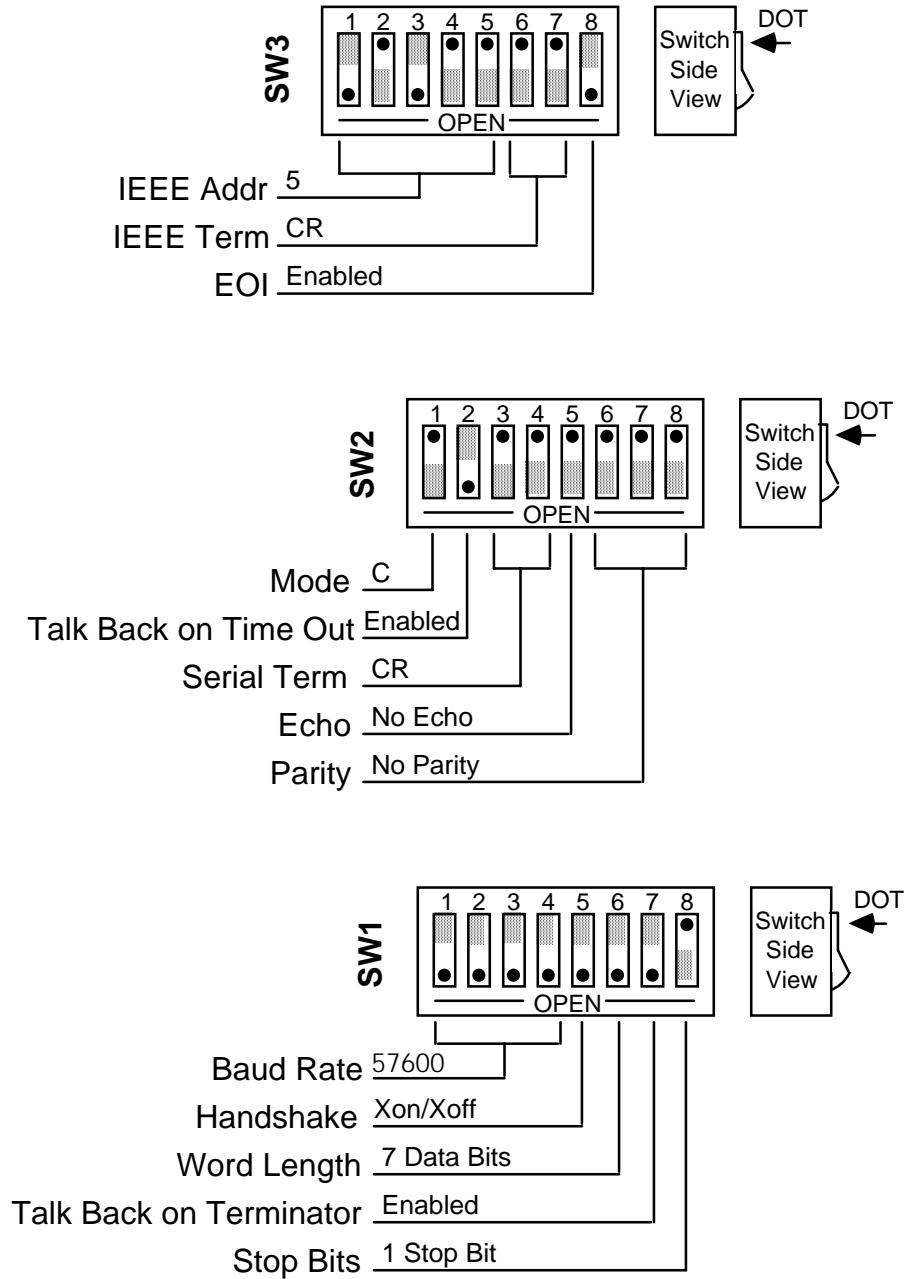 1 2 3 4 5 6 7 8
SW3
OPEN
Switch
Side
View
DOT
IEEE Addr 5
IEEE Term CR
EOI Enabled
1 2 3 4 5 6 7 8
SW2
OPEN
Switch
Side
View
DOT
Mode C
Talk Back on Time Out Enabled
Serial Term CR
Echo No Echo
Parity No Parity
1 2 3 4 5 6 7 8
SW1
OPEN
Switch
Side
View
DOT
Baud Rate 57600
Handshake Xon/Xoff
Word Length 7 Data Bits
Talk Back on Terminator Enabled
Stop Bits 1 Stop Bit